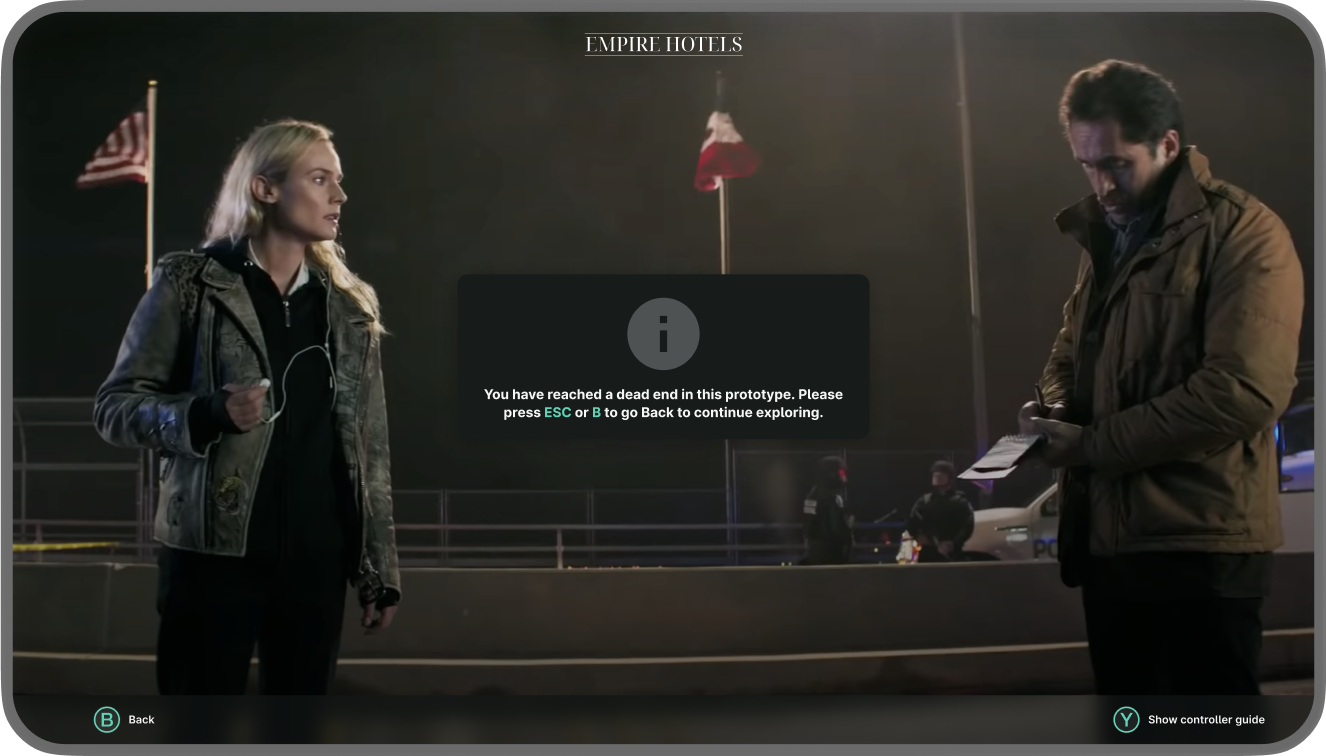 EMPIRE HOTELS
You have reached a dead end in this prototype. Please
press ESC or B to go Back to continue exploring.
PO
B Back
Y Show controller guide